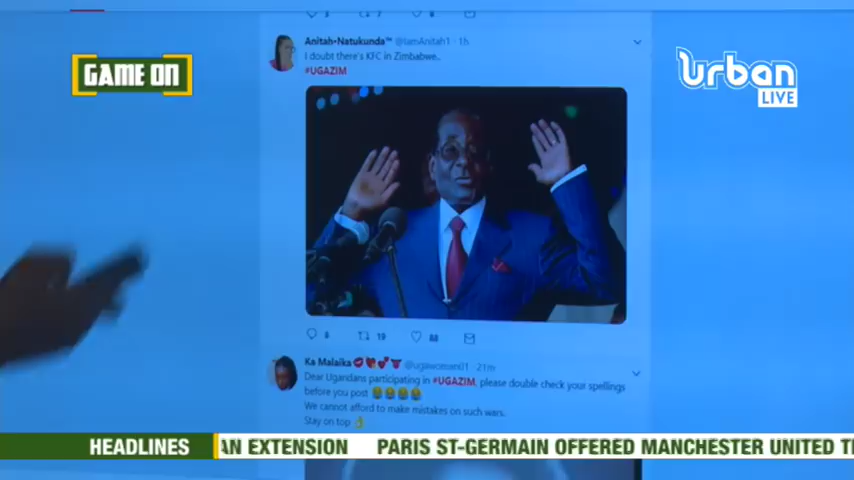 GAME ON
Urban
LIVE
Anitah-Natukunda™ @IamAnitah1 · 1h
I doubt there's KFC in Zimbabwe..
#UGAZIM
19
88
Ka Malaika
21m
Dear Ugandans participating in #UGAZIM, please double check your spellings
before you post 😂😂😂😂
We cannot afford to make mistakes on such wars.
Stay on top 👌
HEADLINES
AN EXTENSION PARIS ST-GERMAIN OFFERED MANCHESTER UNITED